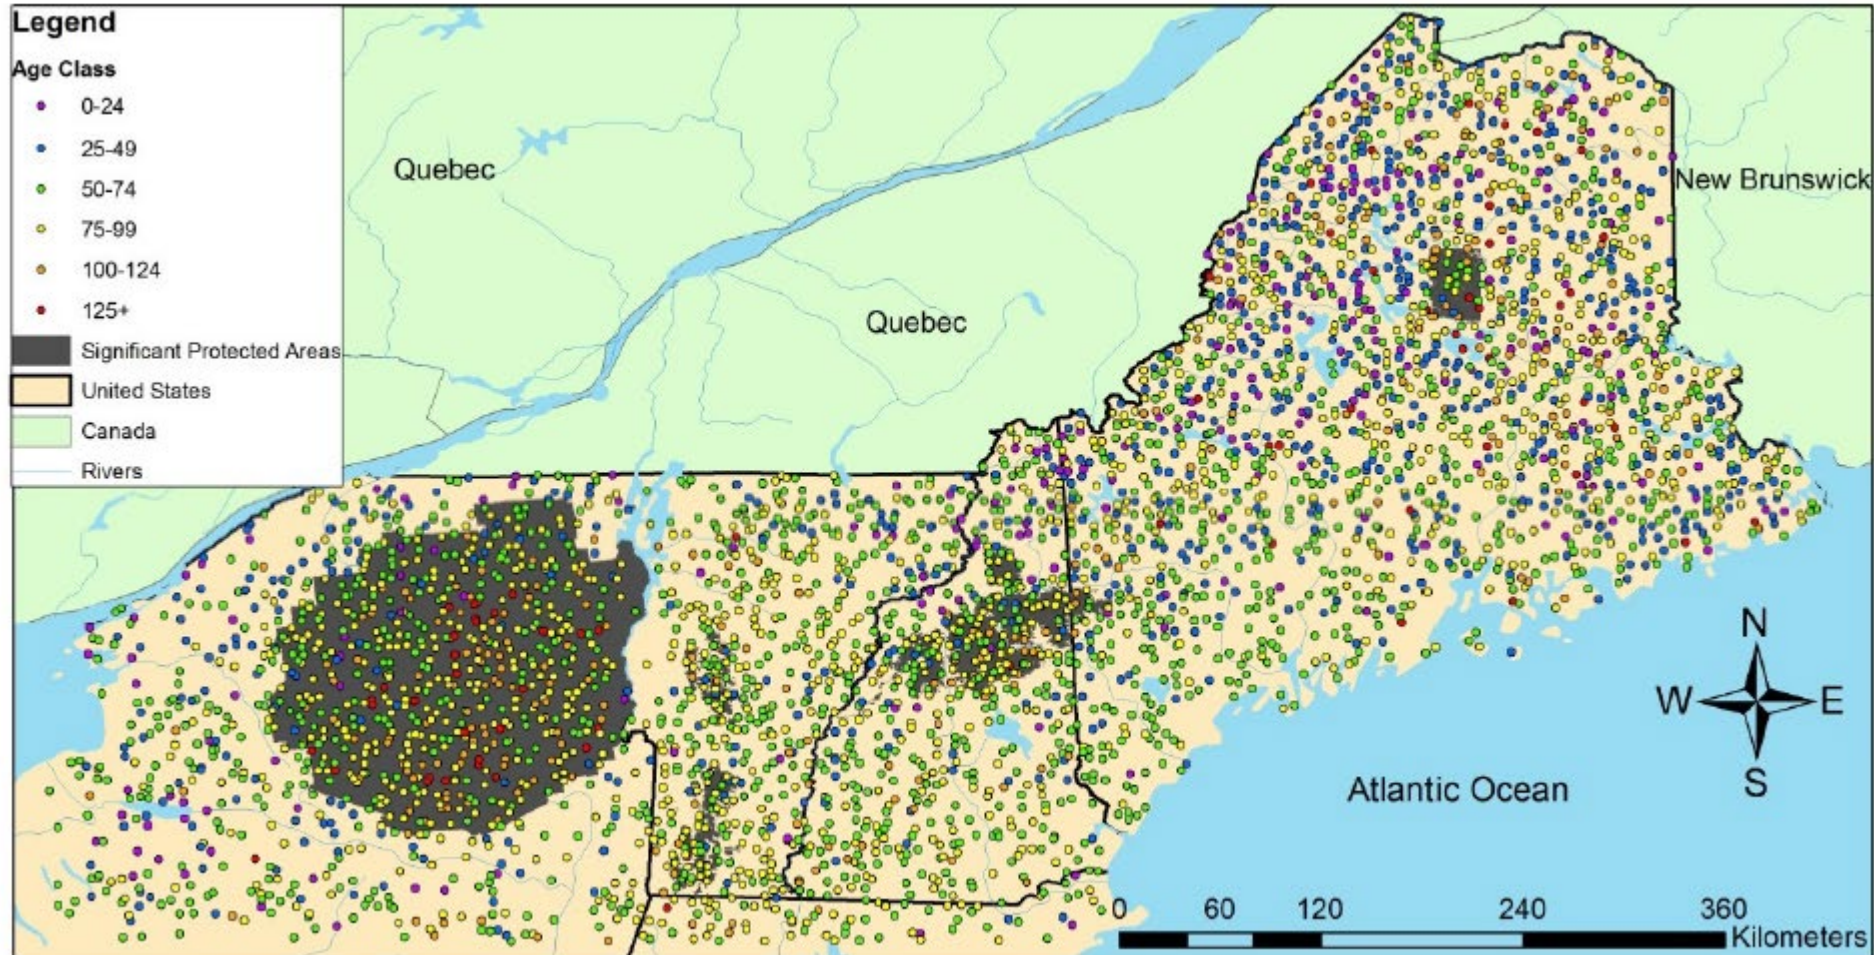 Legend
Age Class
0-24
25-49
50-74
75-99
100-124
125+
Significant Protected Areas
United States
Canada
Rivers
Quebec
New Brunswick
Quebec
N
W E
S
Atlantic Ocean
0 60 120 240 360
Kilometers